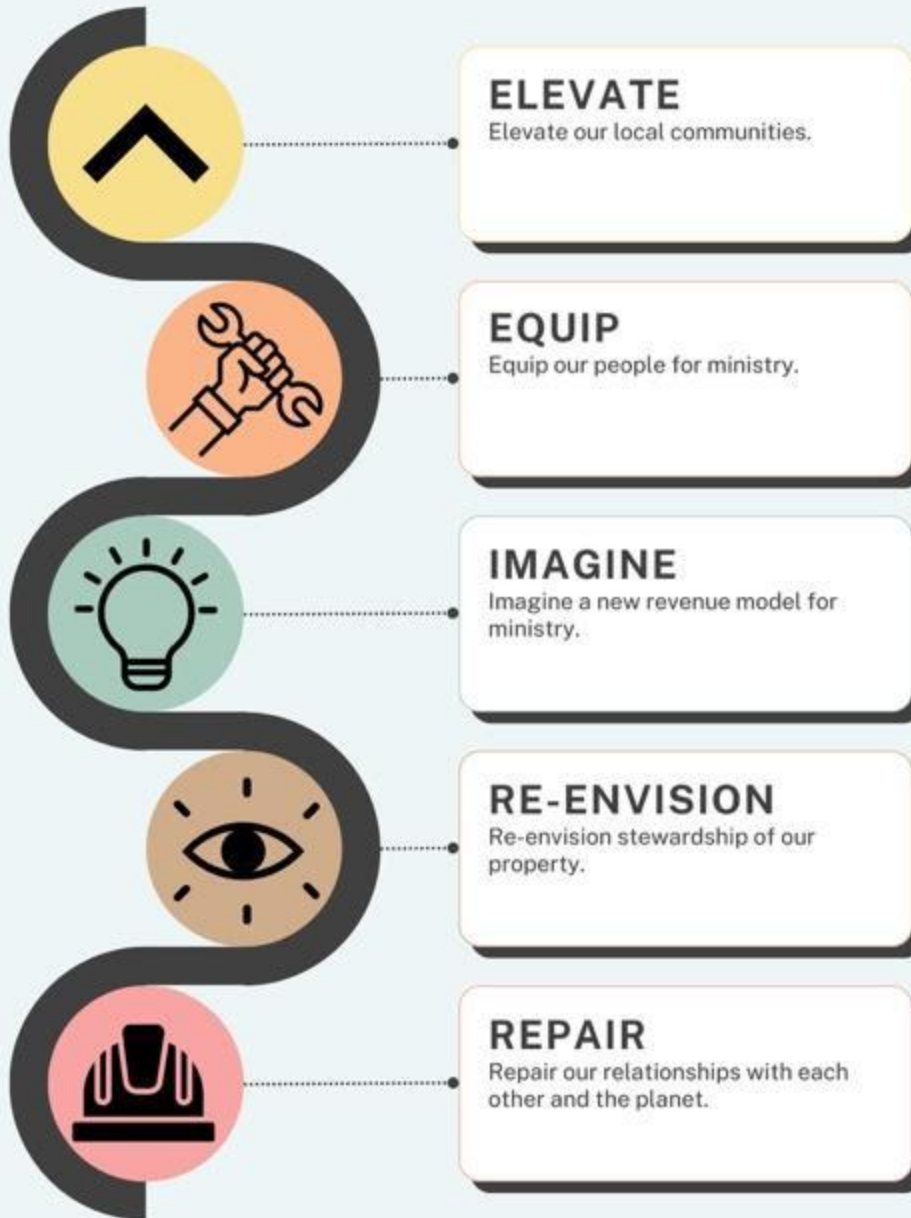 ELEVATE
Elevate our local communities.
EQUIP
Equip our people for ministry.
IMAGINE
Imagine a new revenue model for
ministry.
RE-ENVISION
Re-envision stewardship of our
property.
REPAIR
Repair our relationships with each
other and the planet.